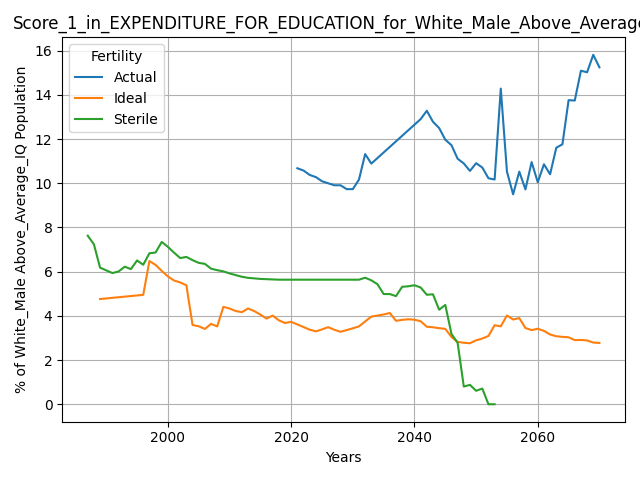 Score_1_in_EXPENDITURE_FOR_EDUCATION_for_White_Male_Above_Average
16
14
12
10
8
6
4
2
0
% of White_Male Above_Average_IQ Population
Fertility
Actual
Ideal
Sterile
2000
2020
2040
2060
Years